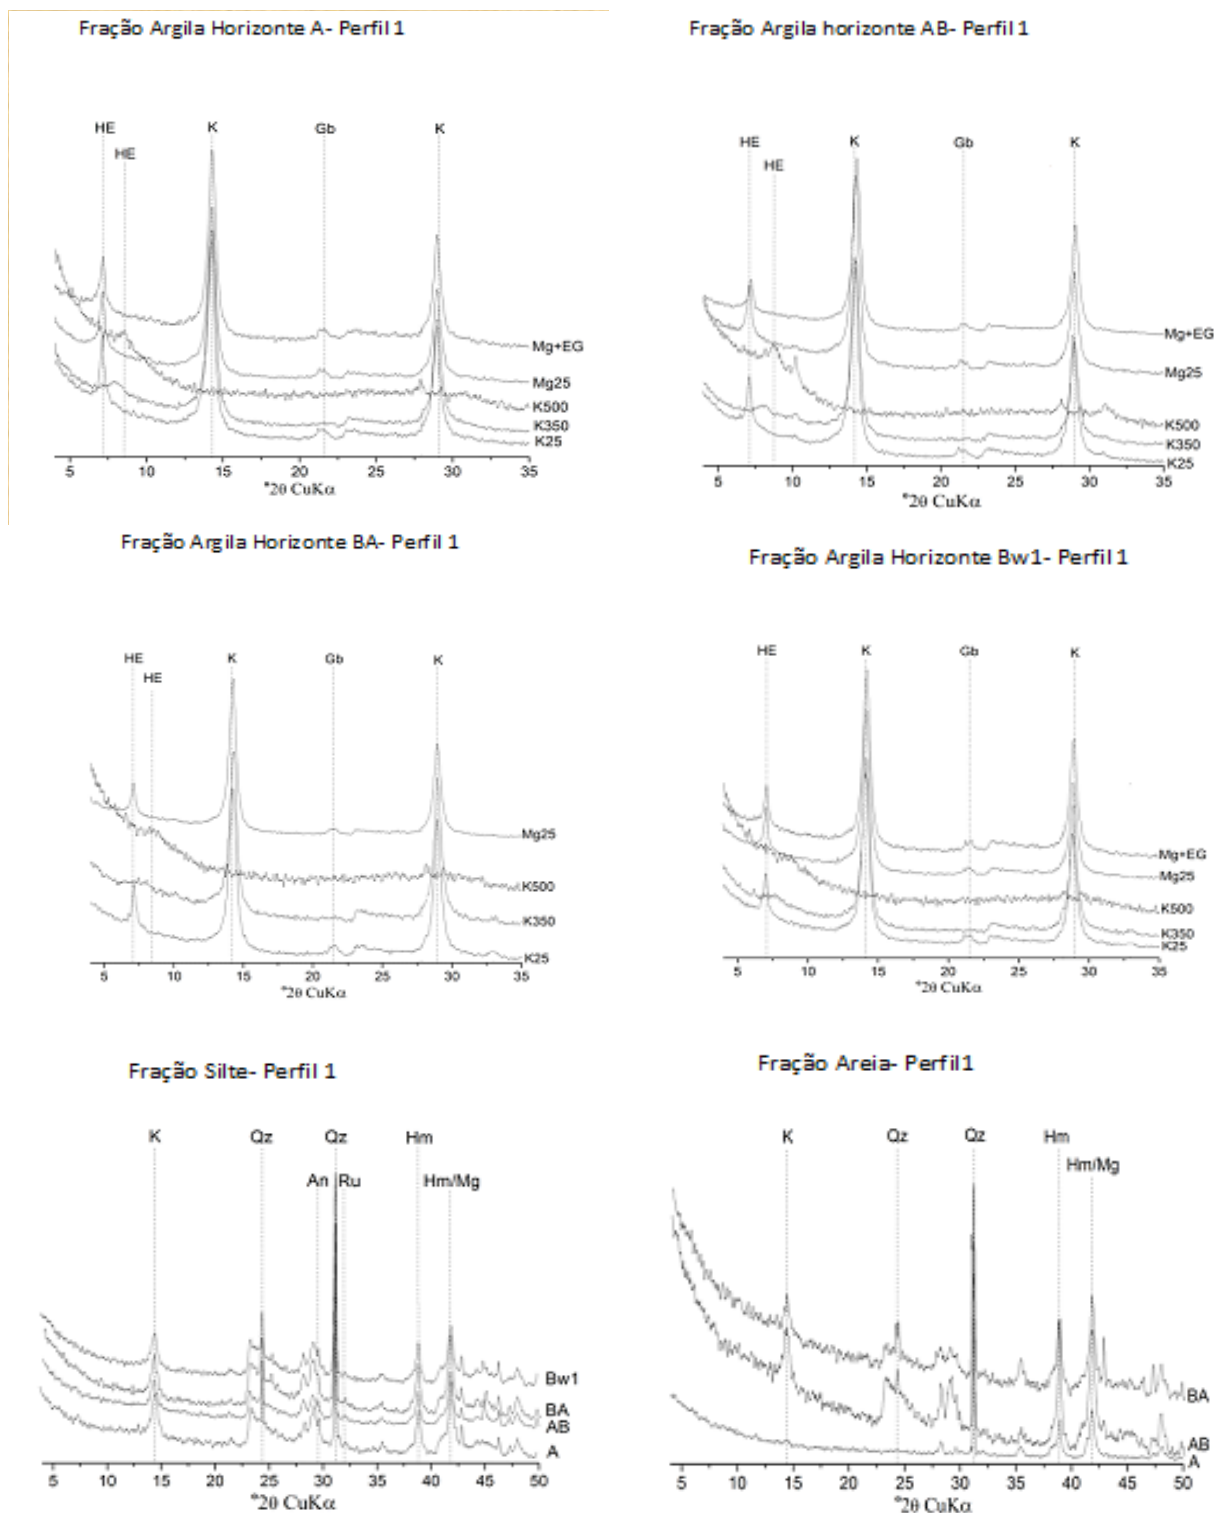 Fração Argila Horizonte A- Perfil 1
HE
HE
K
Gb
K
Mg+EG
Mg25
K500
K350
K25
5 10 15 20 25 30 35
°2θ CuKα
Fração Argila horizonte AB- Perfil 1
HE
HE
K
Gb
K
Mg+EG
Mg25
K500
K350
K25
5 10 15 20 25 30 35
°2θ CuKα
Fração Argila Horizonte BA- Perfil 1
HE
HE
K
Gb
K
Mg25
K500
K350
K25
5 10 15 20 25 30 35
°2θ CuKα
Fração Argila Horizonte Bw1- Perfil 1
HE
K
Gb
K
Mg+EG
Mg25
K500
K350
K25
5 10 15 20 25 30 35
°2θ CuKα
Fração Silte- Perfil 1
K Qz Qz Hm
An Ru Hm/Mg
Bw1
BA
AB
A
5 10 15 20 25 30 35 40 45 50
°2θ CuKα
Fração Areia- Perfil1
K Qz Qz Hm
Hm/Mg
BA
AB
A
5 10 15 20 25 30 35 40 45 50
°2θ CuKα